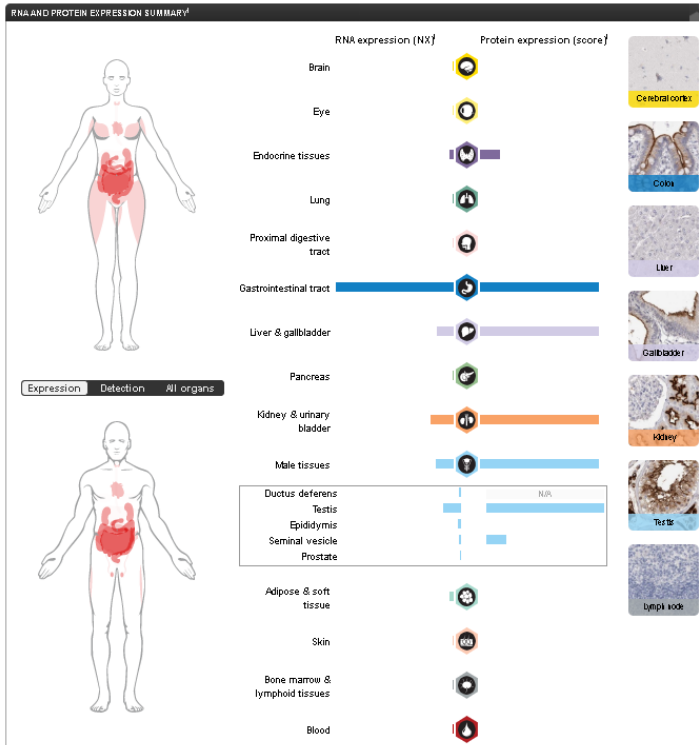 RNA AND PROTEIN EXPRESSION SUMMARYi
RNA expression (NX)i
Protein expression (score)i
Brain
Eye
Endocrine tissues
Lung
Proximal digestive
tract
Gastrointestinal tract
Liver & gallbladder
Pancreas
Kidney & urinary
bladder
Male tissues
Ductus deferens
N/A
Testis
Epididymis
Seminal vesicle
Prostate
Adipose & soft
tissue
Skin
Bone marrow &
lymphoid tissues
Blood
Expression Detection All organs
Cerebral cortex
Colon
Liver
Gallbladder
Kidney
Testis
Lymph node